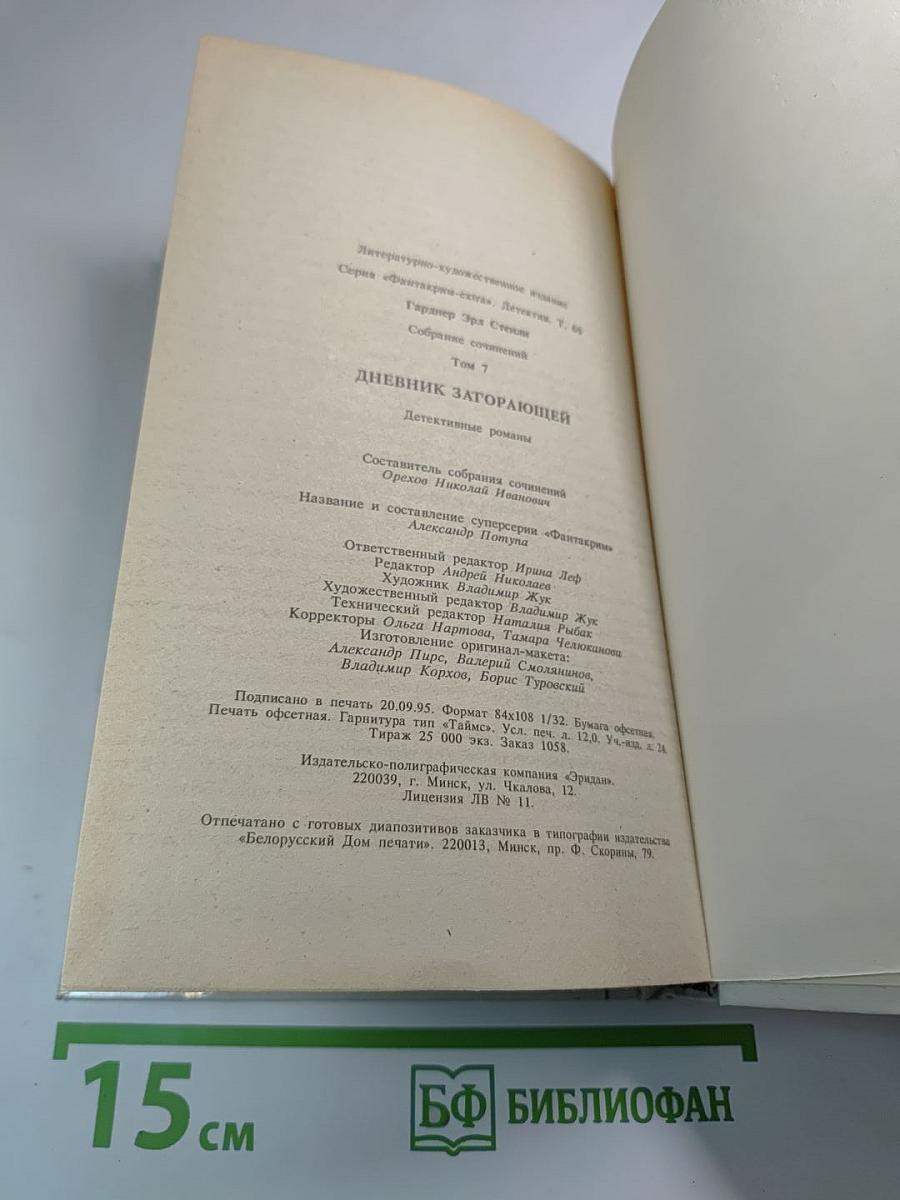 Литературно-художественное издание
Серия «Фантакрим-extra». Детектив. Т. 69
Гарднер Эрл Стенли
Собрание сочинений
Том 7
ДНЕВНИК ЗАГОРАЮЩЕЙ
Детективные романы
Составитель собрания сочинений
Орехов Николай Иванович
Название и составление суперсерии «Фантакрим»
Александр Потупа
Ответственный редактор Ирина Леф
Редактор Андрей Николаев
Художник Владимир Жук
Художественный редактор Владимир Жук
Технический редактор Наталия Рыбак
Корректоры Ольга Нартова, Тамара Челюканова
Изготовление оригинал-макета:
Александр Пирс, Валерий Смолянинов,
Владимир Корхов, Борис Туровский
Подписано в печать 20.09.95. Формат 84x108 1/32. Бумага офсетная.
Печать офсетная. Гарнитура тип «Таймс». Усл. печ. л. 12,0. Уч.-изд. л. 24.
Тираж 25 000 экз. Заказ 1058.
Издательско-полиграфическая компания «Эридан».
220039, г. Минск, ул. Чкалова, 12.
Лицензия ЛВ № 11.
Отпечатано с готовых диапозитивов заказчика в типографии издательства
«Белорусский Дом печати». 220013, Минск, пр. Ф. Скорины, 79.
15 см
БФ БИБЛИОФАН